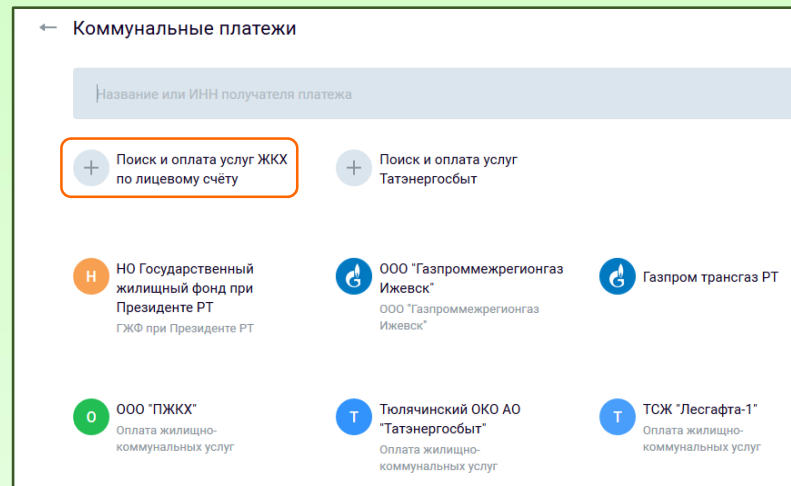 ← Коммунальные платежи
Название или ИНН получателя платежа
Поиск и оплата услуг ЖКХ
по лицевому счёту
Поиск и оплата услуг
Татэнергосбыт
Н
НО Государственный
жилищный фонд при
Президенте РТ
ГЖФ при Президенте РТ
ООО "Газпроммежрегионгаз
Ижевск"
ООО "Газпроммежрегионгаз
Ижевск"
Газпром трансгаз РТ
О
ООО "ПЖКХ"
Оплата жилищно-
коммунальных услуг
Т
Тюлячинский ОКО АО
"Татэнергосбыт"
Оплата жилищно-
коммунальных услуг
Т
ТСЖ "Лесгафта-1"
Оплата жилищно-
коммунальных услуг